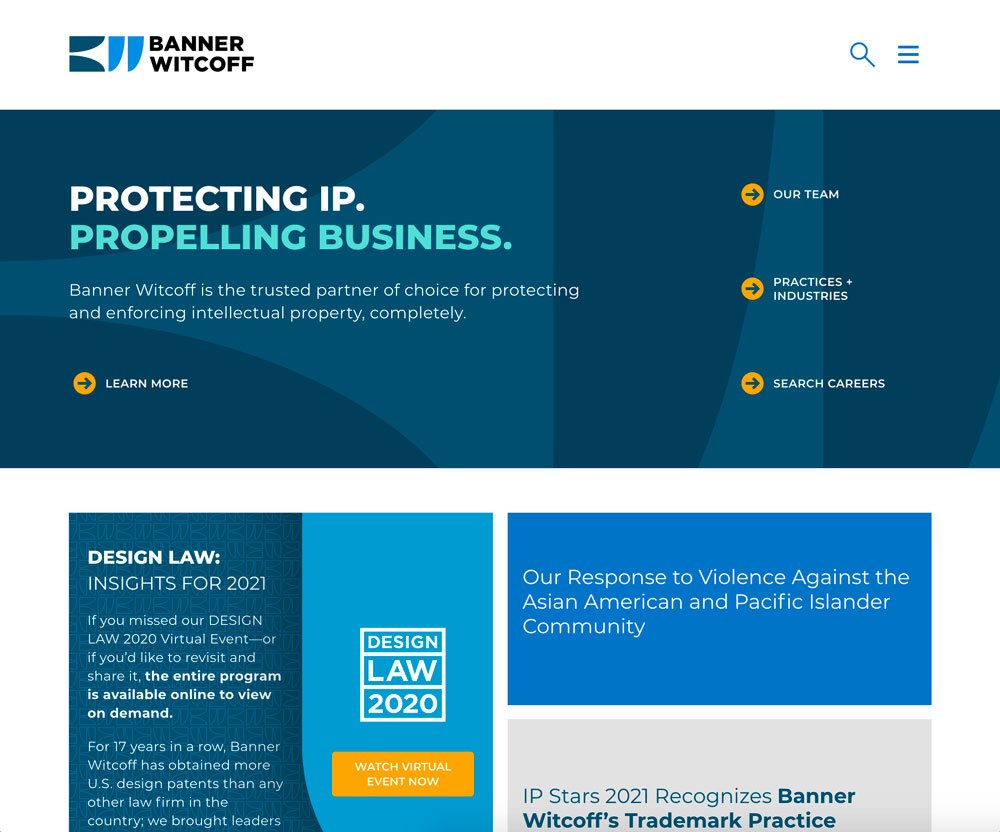 BANNER
WITCOFF
PROTECTING IP.
PROPELLING BUSINESS.
Banner Witcoff is the trusted partner of choice for protecting
and enforcing intellectual property, completely.
LEARN MORE
OUR TEAM
PRACTICES +
INDUSTRIES
SEARCH CAREERS
DESIGN LAW:
INSIGHTS FOR 2021
If you missed our DESIGN
LAW 2020 Virtual Event—or
if you’d like to revisit and
share it, the entire program
is available online to view
on demand.
For 17 years in a row, Banner
Witcoff has obtained more
U.S. design patents than any
other law firm in the
country; we brought leaders
DESIGN
LAW
2020
WATCH VIRTUAL
EVENT NOW
Our Response to Violence Against the
Asian American and Pacific Islander
Community
IP Stars 2021 Recognizes Banner
Witcoff’s Trademark Practice